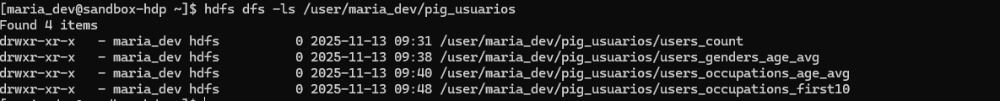 [maria_dev@sandbox-hdp ~]$ hdfs dfs -ls /user/maria_dev/pig_usuarios
Found 4 items
drwxr-xr-x   - maria_dev hdfs          0 2025-11-13 09:31 /user/maria_dev/pig_usuarios/users_count
drwxr-xr-x   - maria_dev hdfs          0 2025-11-13 09:38 /user/maria_dev/pig_usuarios/users_genders_age_avg
drwxr-xr-x   - maria_dev hdfs          0 2025-11-13 09:40 /user/maria_dev/pig_usuarios/users_occupations_age_avg
drwxr-xr-x   - maria_dev hdfs          0 2025-11-13 09:48 /user/maria_dev/pig_usuarios/users_occupations_first10